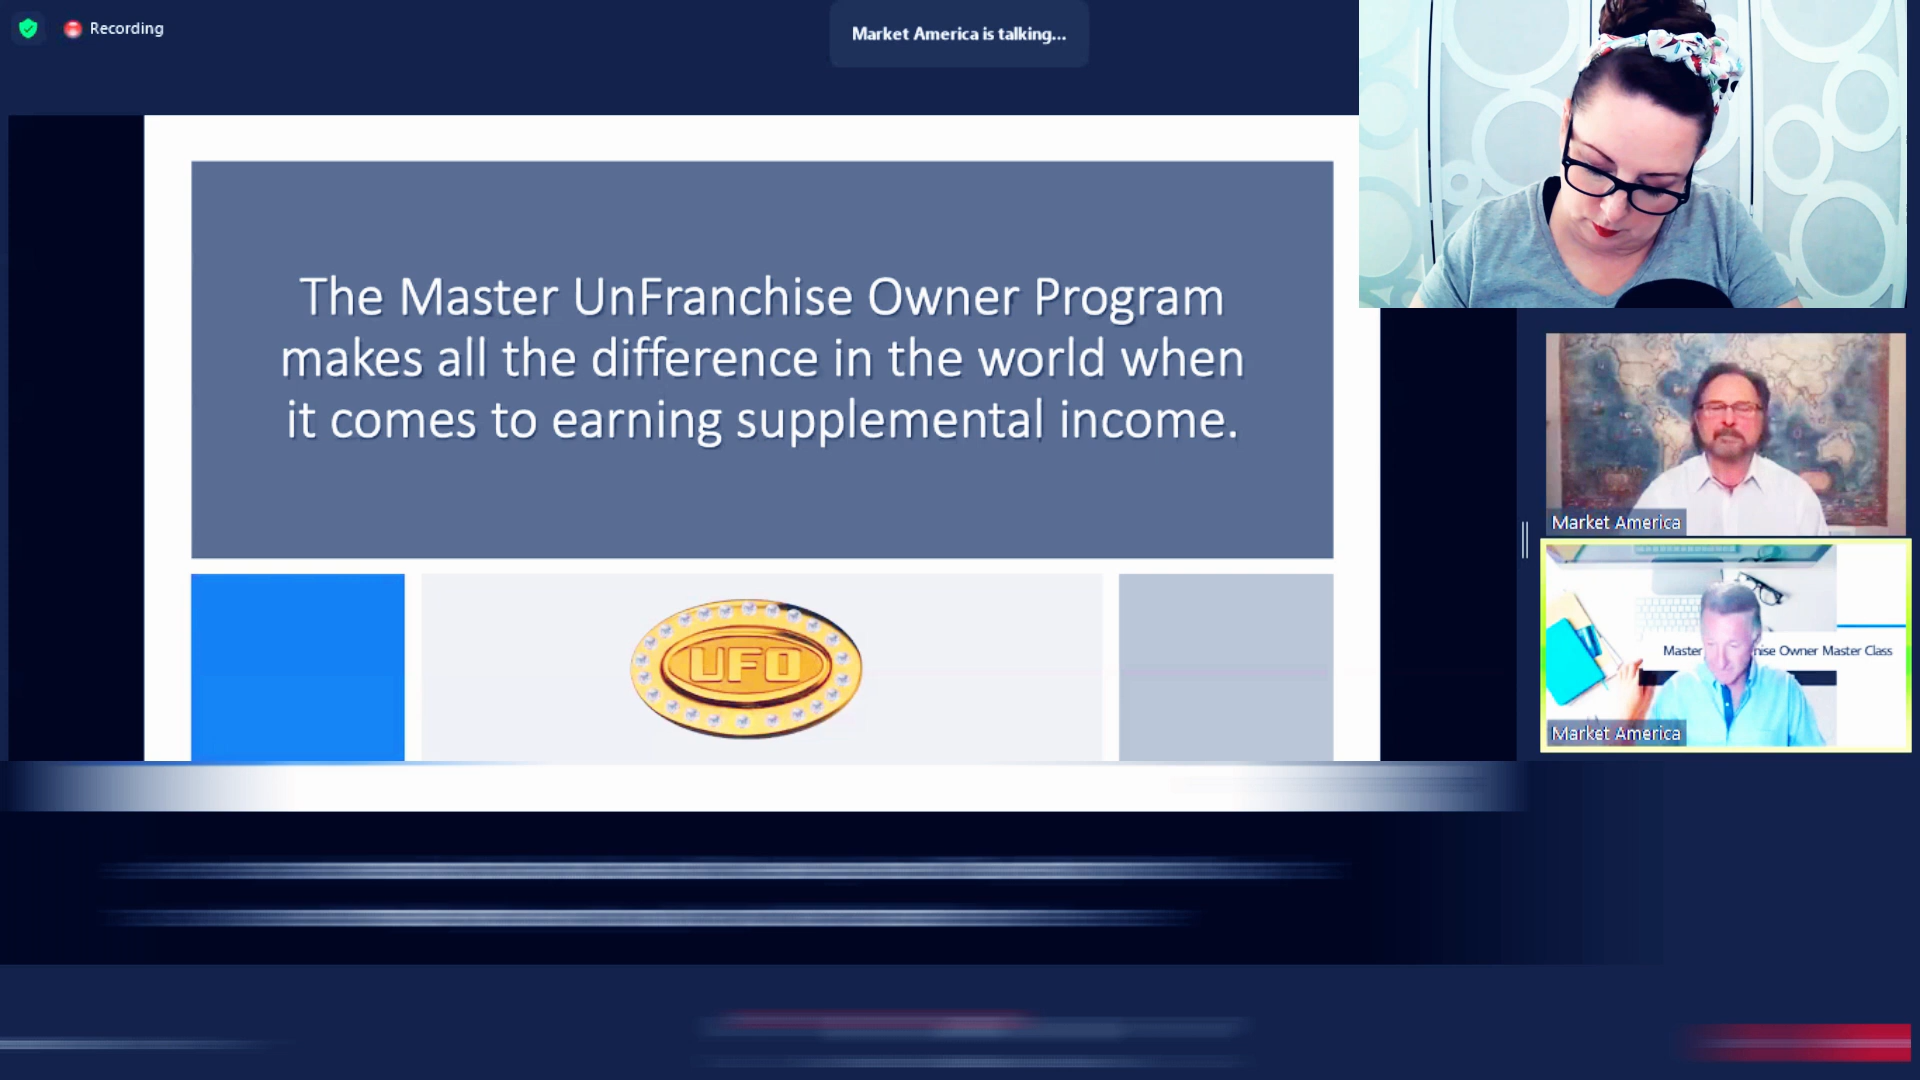 Recording
Market America is talking...
The Master UnFranchise Owner Program
makes all the difference in the world when
it comes to earning supplemental income.
UFO
Market America
Master nise Owner Master Class
Market America